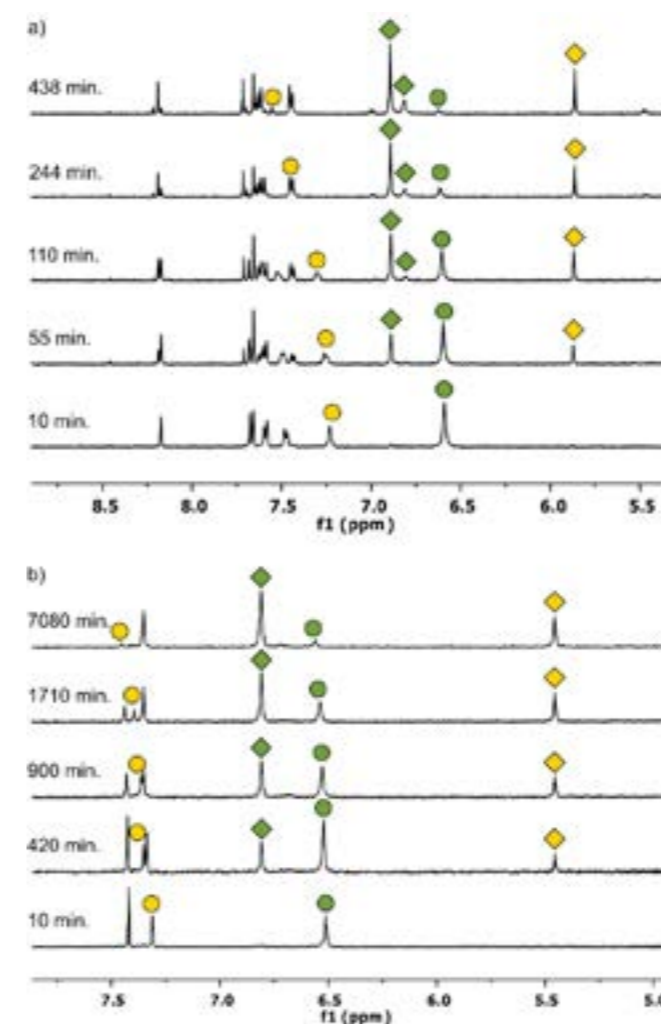 a)
438 min.
244 min.
110 min.
55 min.
10 min.
8.5 8.0 7.5 7.0 6.5 6.0 5.5
f1 (ppm)
b)
7080 min.
1710 min.
900 min.
420 min.
10 min.
7.5 7.0 6.5 6.0 5.5 5.0
f1 (ppm)